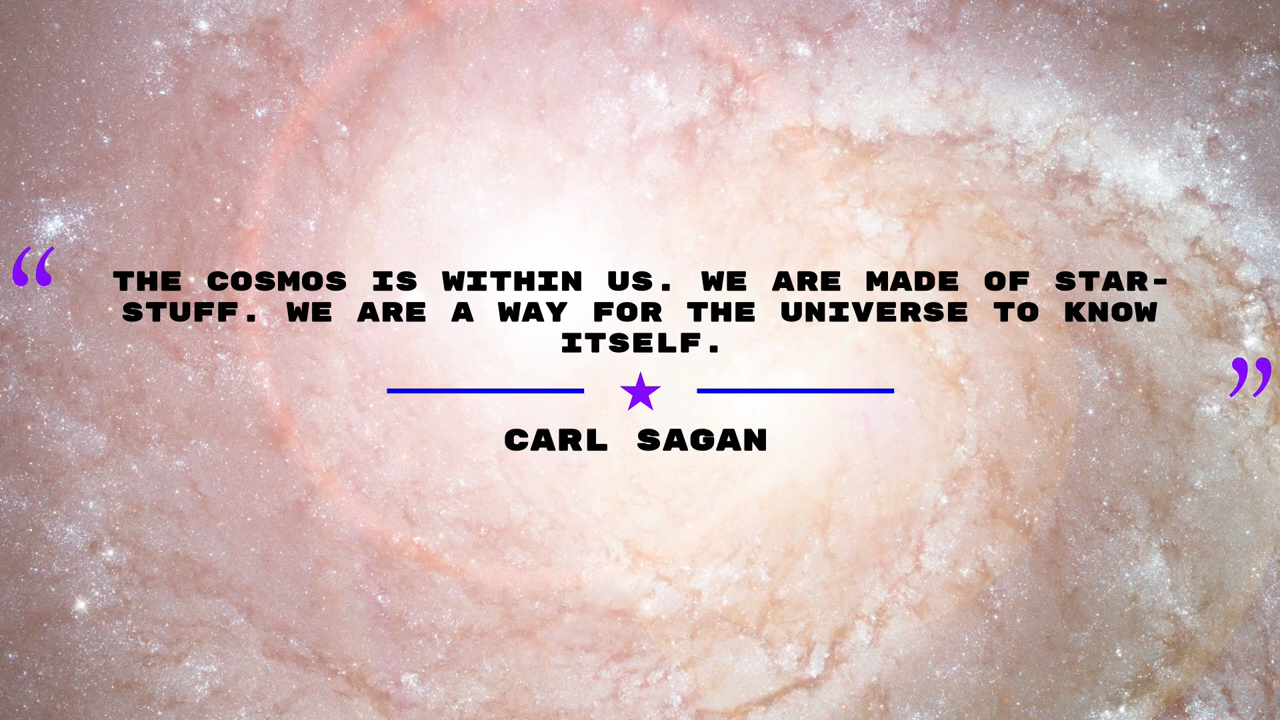 “
THE COSMOS IS WITHIN US. WE ARE MADE OF STAR-
STUFF. WE ARE A WAY FOR THE UNIVERSE TO KNOW
ITSELF.
”
CARL SAGAN